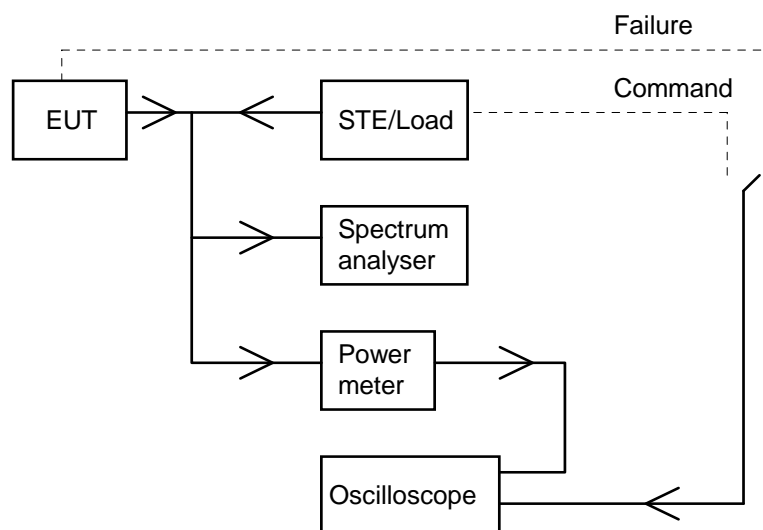 Failure
Command
EUT
STE/Load
Spectrum
analyser
Power
meter
Oscilloscope